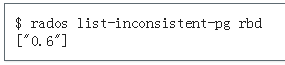 $ rados list-inconsistent-pg rbd
["0.6"]